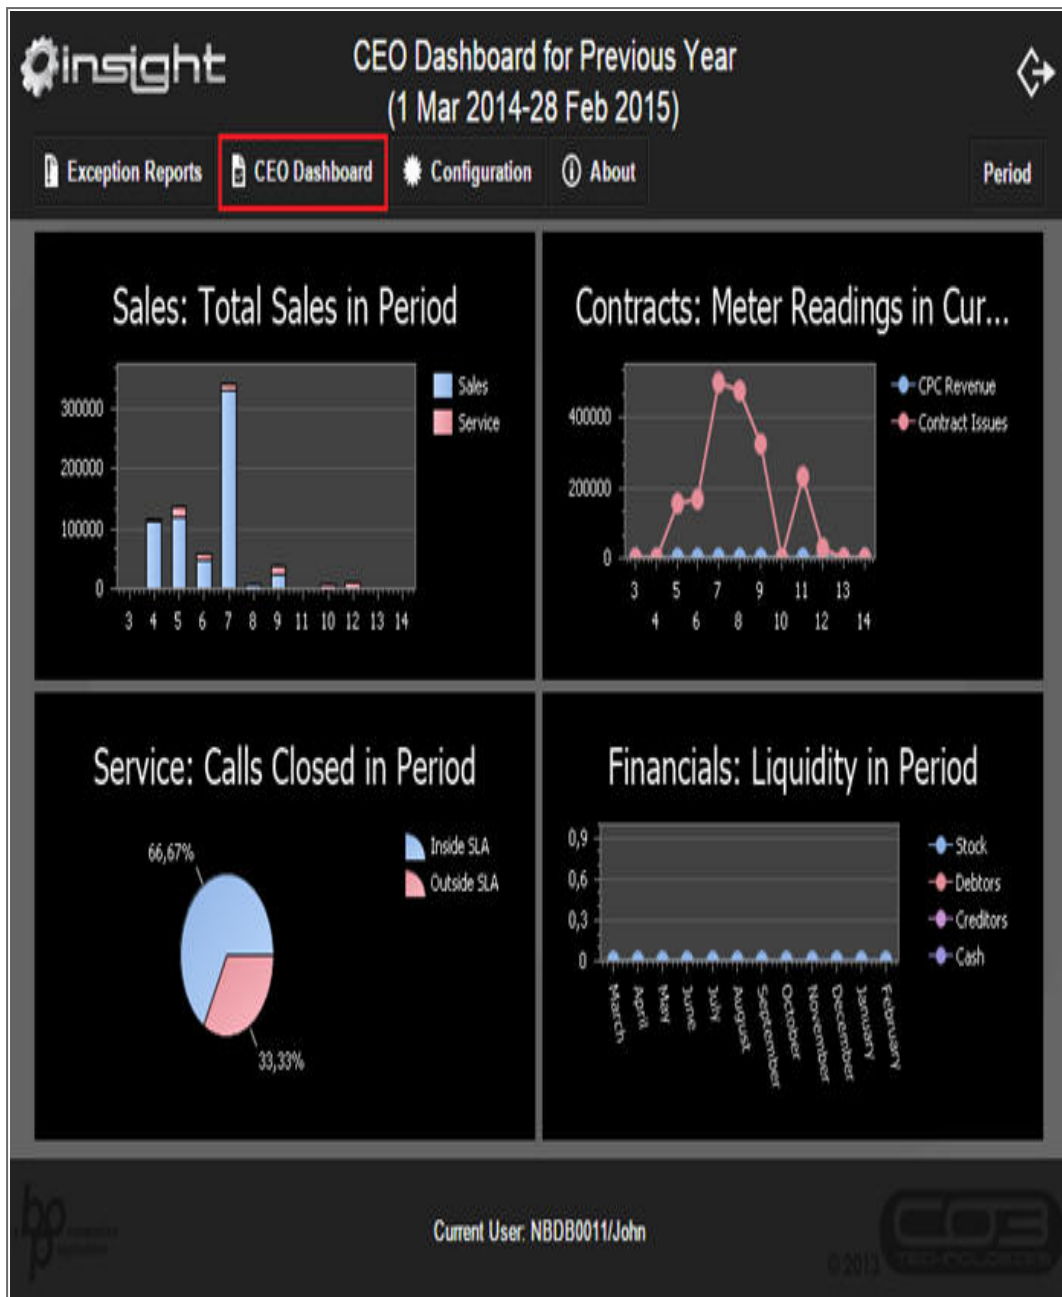 insight
CEO Dashboard for Previous Year
(1 Mar 2014-28 Feb 2015)
Exception Reports
CEO Dashboard
Configuration
About
Period
Sales: Total Sales in Period
300000
200000
100000
0
3 4 5 6 7 8 9 11 10 12 13 14
Sales
Service
Contracts: Meter Readings in Cur...
400000
200000
0
3 5 7 9 11 13
4 6 8 10 12 14
CPC Revenue
Contract Issues
Service: Calls Closed in Period
66,67%
33,33%
Inside SLA
Outside SLA
Financials: Liquidity in Period
0,9
0,6
0,3
0
March April May June July August September October November December January February
Stock
Debtors
Creditors
Cash
bpo
Current User: NBDB0011/John
© 2013
CO3
TECHNOLOGIES